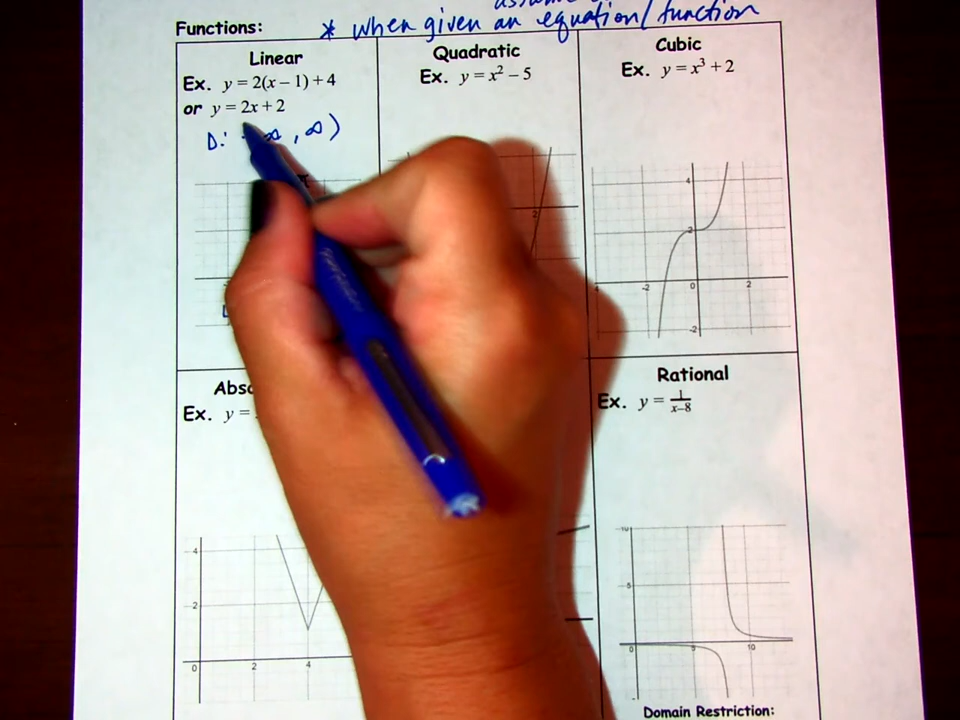 assume
Functions: * when given an equation/function
Linear
Ex. y = 2(x – 1) + 4
or y = 2x + 2
D: ∞, ∞)
Quadratic
Ex. y = x² – 5
2
Cubic
Ex. y = x³ + 2
4
2
-2 0 2
-2
Ex. y =
4
2
0 2 4
Rational
Ex. y = 1/x–8
10
5
0 5 10
Domain Restriction: